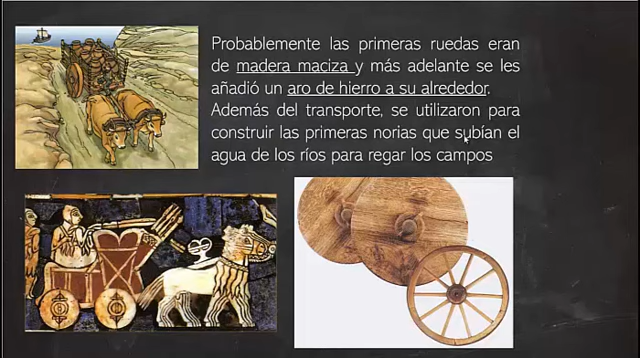 Probablemente las primeras ruedas eran
de madera maciza y más adelante se les
añadió un aro de hierro a su alrededor.
Además del transporte, se utilizaron para
construir las primeras norias que subían el
agua de los ríos para regar los campos